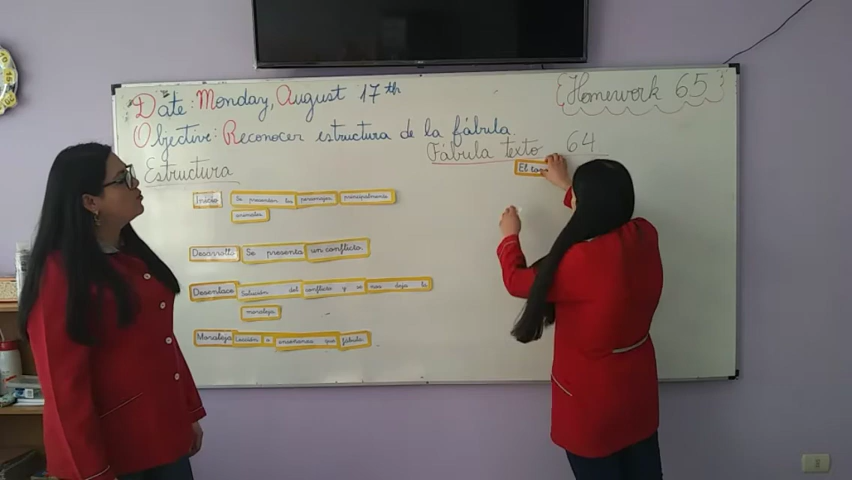 Date: Monday, August 17th
Homework 65
Objective: Reconocer estructura de la fábula.
Fábula texto 64
Estructura
El
Inicio Se presentan los personajes, principalmente
animales.
Desarrollo Se presenta un conflicto.
Desenlace Solución del conflicto y se nos deja la
moraleja.
Moraleja Lección o enseñanza que fábula.